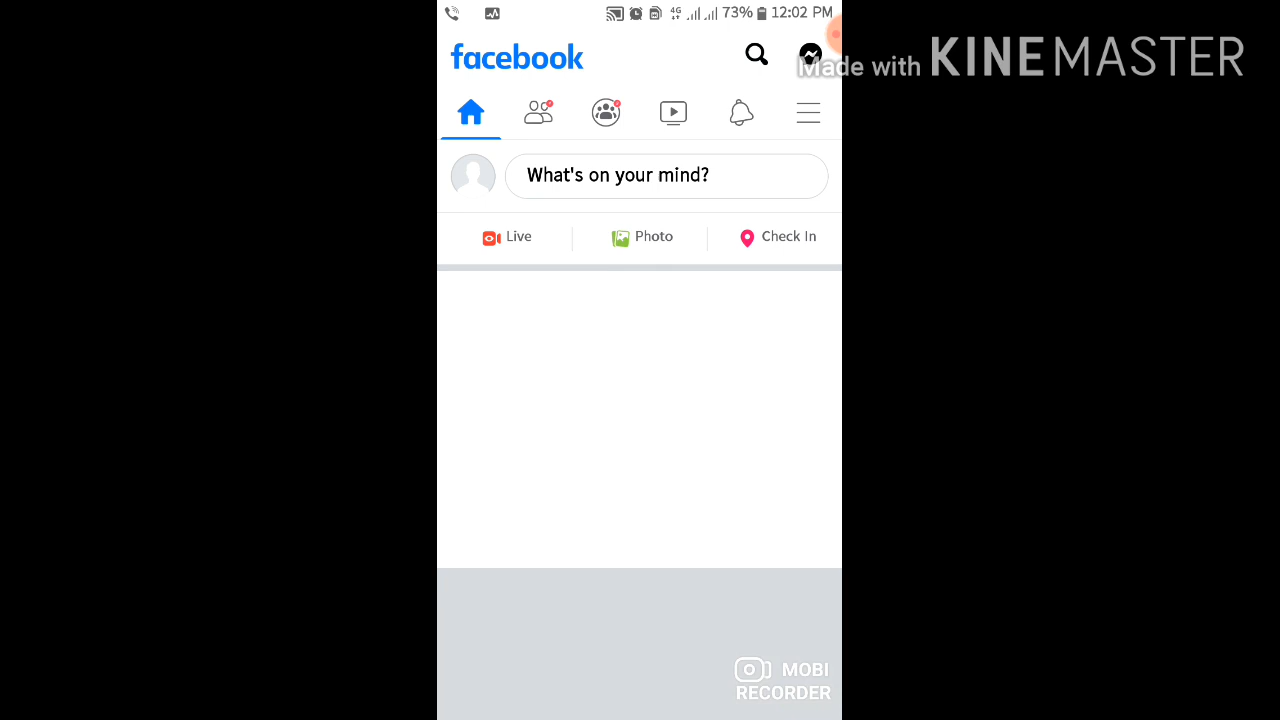 4G 73% 12:02 PM
facebook
Made with KINEMASTER
What's on your mind?
Live Photo Check In
MOBI
RECORDER